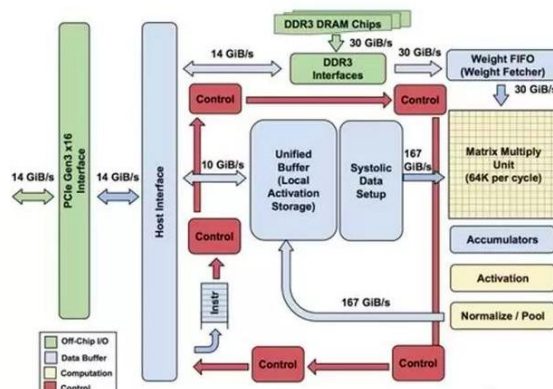 DDR3 DRAM Chips
30 GiB/s
14 GiB/s
DDR3
Interfaces
30 GiB/s
Weight FIFO
(Weight Fetcher)
30 GiB/s
Control
Control
PCIe Gen3 x16
Interface
14 GiB/s
14 GiB/s
Host Interface
10 GiB/s
Unified
Buffer
(Local
Activation
Storage)
Systolic
Data
Setup
167
GiB/s
Matrix Multiply
Unit
(64K per cycle)
Control
Accumulators
Activation
Instr
167 GiB/s
Normalize / Pool
Off-Chip I/O
Data Buffer
Computation
Control
Control
Control
Control